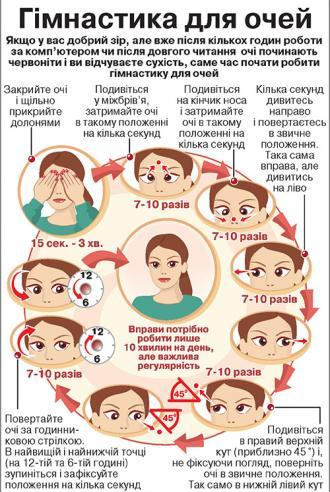 Гімнастика для очей
Якщо у вас добрий зір, але вже після кількох годин роботи
за комп'ютером чи після довгого читання очі починають
червоніти і ви відчуваєте сухість, саме час почати робити
гімнастику для очей
Закрийте очі
і щільно
прикрийте
долонями
Подивіться
у міжбрів'я,
затримайте очі
в такому положенні
на кілька секунд
Подивіться
на кінчик носа
і затримайте
очі в такому
положенні на
кілька секунд
Кілька секунд
дивитесь
направо
і повертаєтесь
в звичне
положення.
Така сама
вправа, але
дивитись
на ліво
15 сек. - 3 хв.
7-10 разів
7-10 разів
7-10 разів
7-10 разів
7-10 разів
12
6
12
6
7-10 разів
Вправи потрібно
робити лише
10 хвилин на день,
але важлива
регулярність
45°
45°
Повертайте
очі за годинни-
ковою стрілкою.
В найвищій і найнижчій точці
(на 12-тій та 6-тій годині)
зупиніться і зафіксуйте
положення на кілька секунд
Подивіться
в правий верхній
кут (приблизно 45°) і,
не фіксуючи погляд, поверніть
очі в звичне положення.
Так само в нижній лівий кут